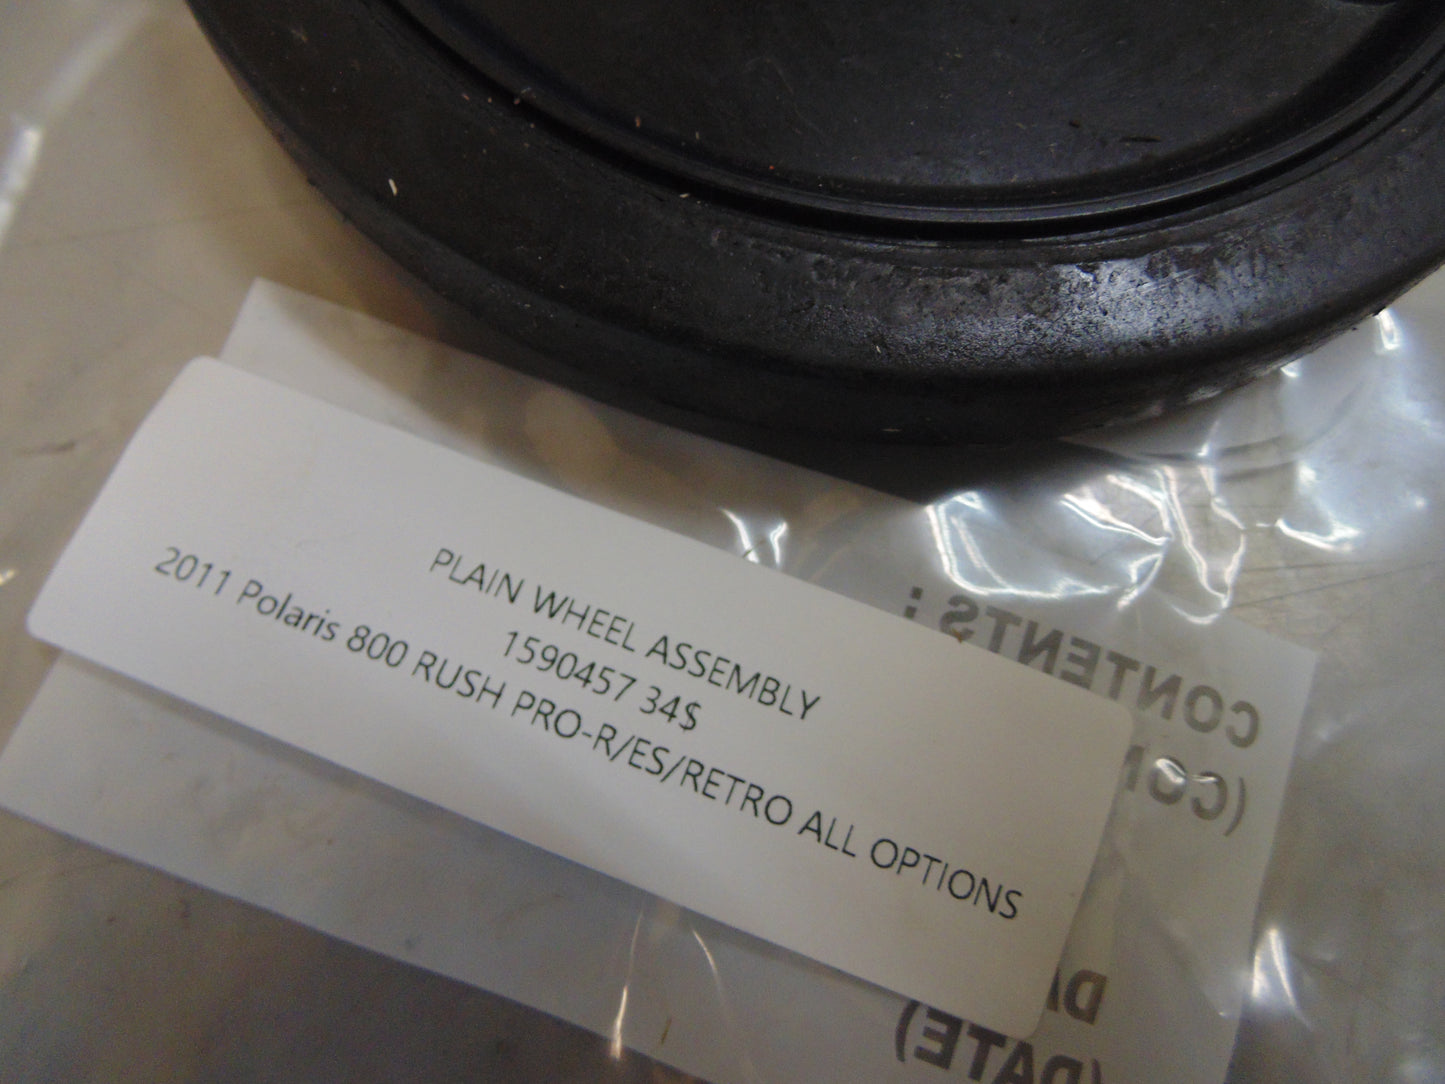 PLAIN WHEEL ASSEMBLY
1590457 34$
2011 Polaris 800 RUSH PRO-R/ES/RETRO ALL OPTIONS
CONTENTS :
(DATE)